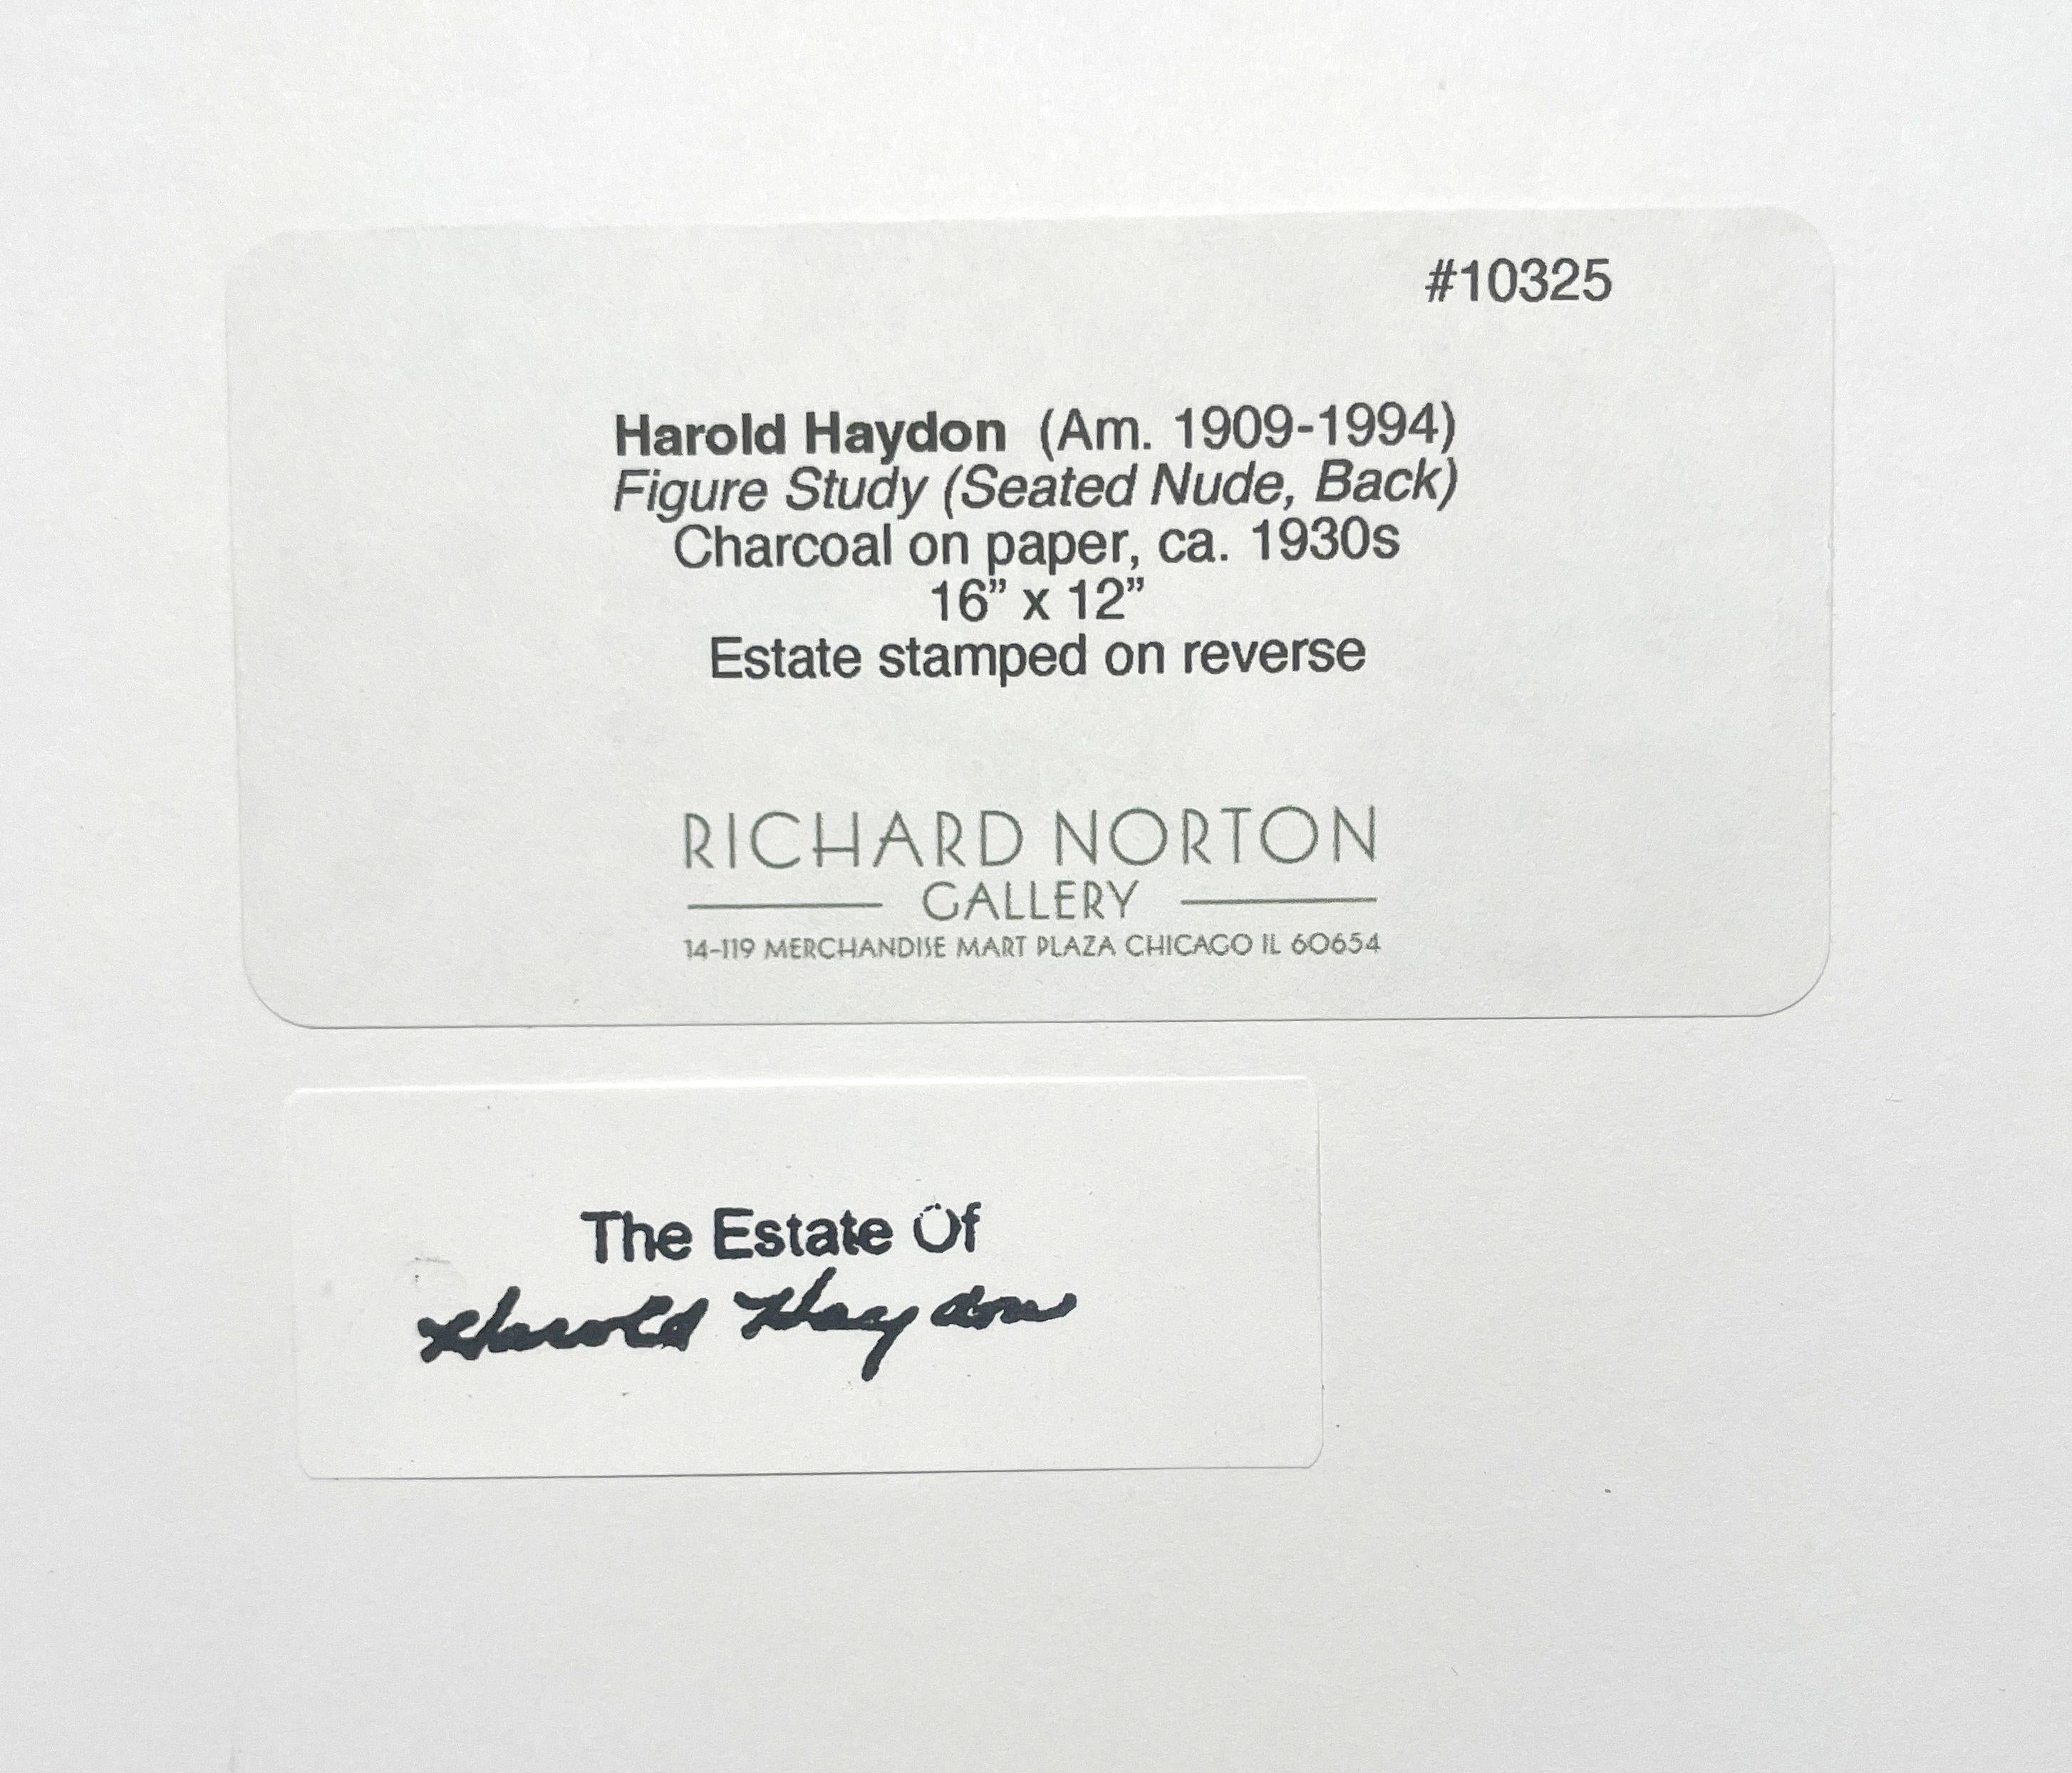 #10325
Harold Haydon (Am. 1909-1994)
Figure Study (Seated Nude, Back)
Charcoal on paper, ca. 1930s
16” x 12”
Estate stamped on reverse
RICHARD NORTON
GALLERY
14-119 MERCHANDISE MART PLAZA CHICAGO IL 60654
The Estate Of
Harold Haydon